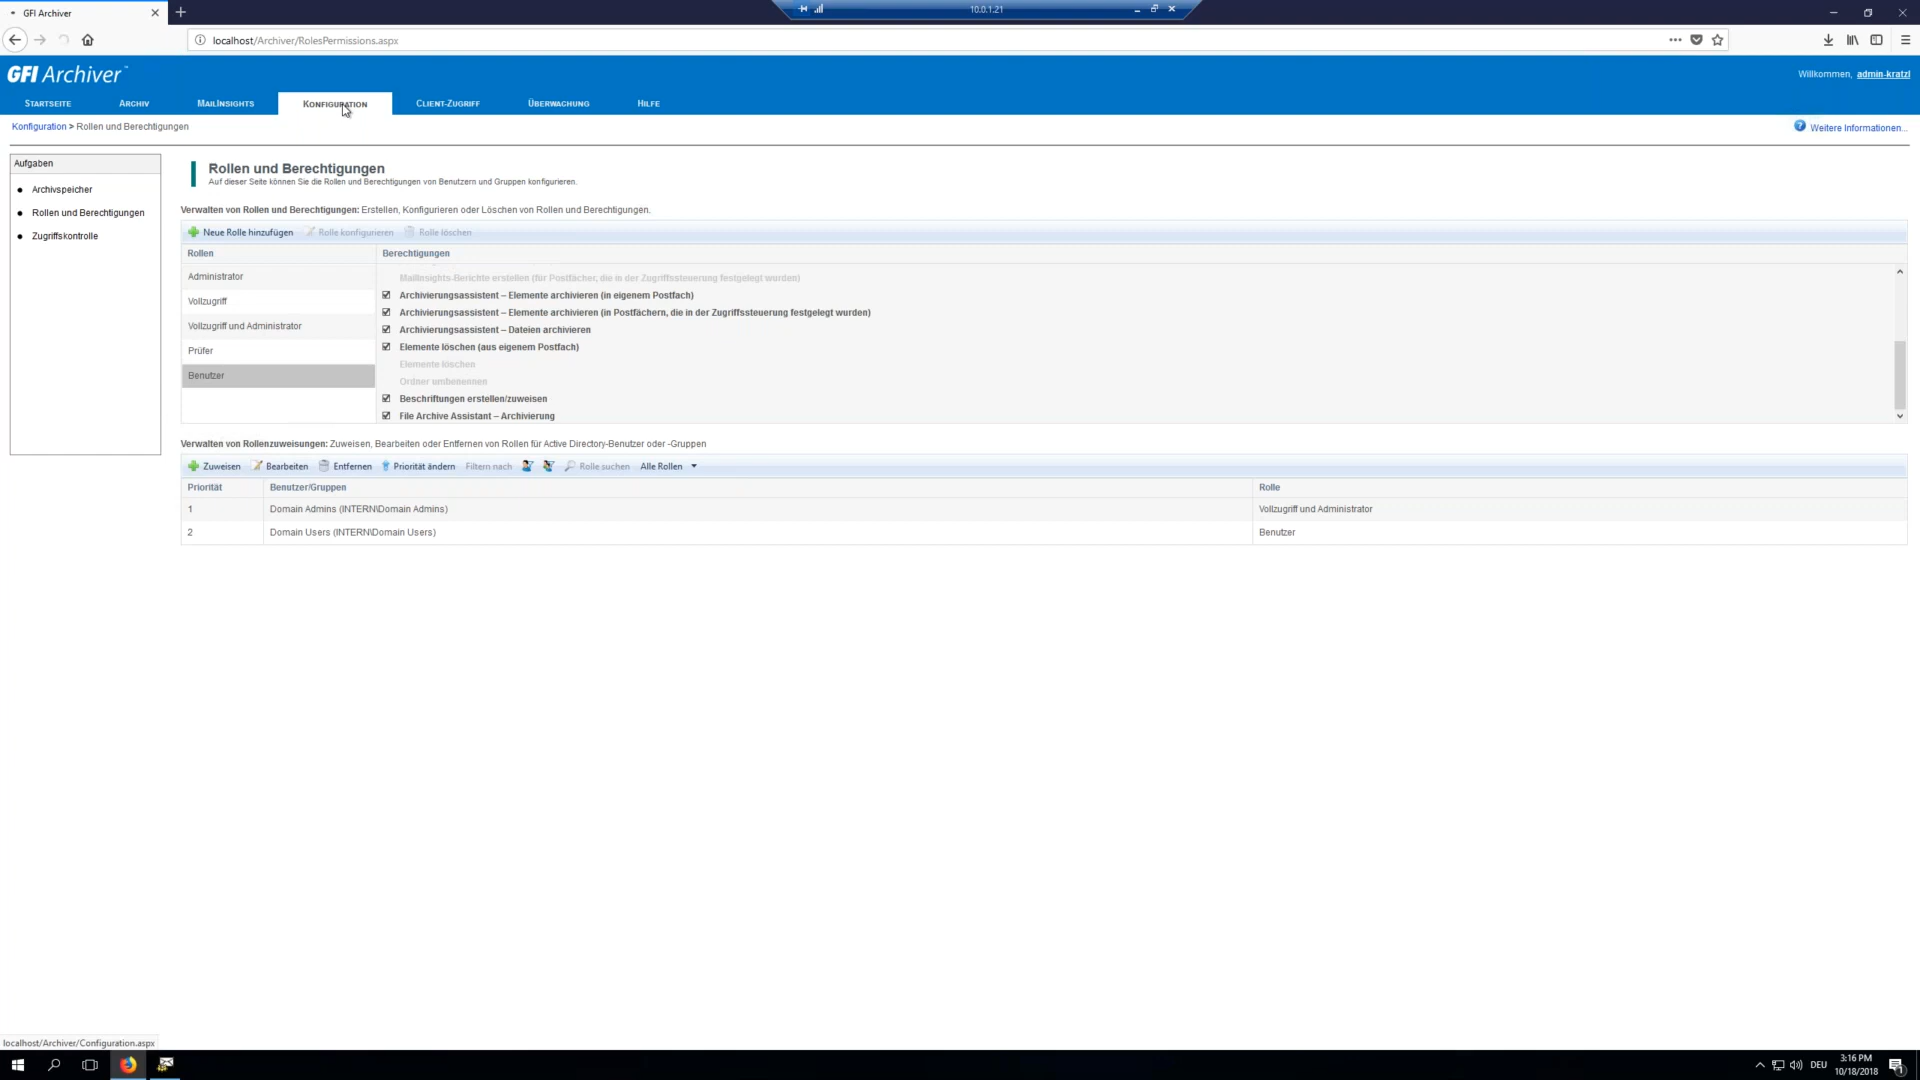 GFI Archiver
10.0.1.21
localhost/Archiver/RolesPermissions.aspx
GFI Archiver™
Willkommen, admin-kratzl
STARTSEITE ARCHIV MAILINSIGHTS KONFIGURATION CLIENT-ZUGRIFF ÜBERWACHUNG HILFE
Konfiguration > Rollen und Berechtigungen
Weitere Informationen...
Aufgaben
Archivspeicher
Rollen und Berechtigungen
Zugriffskontrolle
Rollen und Berechtigungen
Auf dieser Seite können Sie die Rollen und Berechtigungen von Benutzern und Gruppen konfigurieren.
Verwalten von Rollen und Berechtigungen: Erstellen, Konfigurieren oder Löschen von Rollen und Berechtigungen.
Neue Rolle hinzufügen Rolle konfigurieren Rolle löschen
Rollen Berechtigungen
Administrator
Vollzugriff
Vollzugriff und Administrator
Prüfer
Benutzer
MailInsights-Berichte erstellen (für Postfächer, die in der Zugriffssteuerung festgelegt wurden)
Archivierungsassistent – Elemente archivieren (in eigenem Postfach)
Archivierungsassistent – Elemente archivieren (in Postfächern, die in der Zugriffssteuerung festgelegt wurden)
Archivierungsassistent – Dateien archivieren
Elemente löschen (aus eigenem Postfach)
Elemente löschen
Ordner umbenennen
Beschriftungen erstellen/zuweisen
File Archive Assistant – Archivierung
Verwalten von Rollenzuweisungen: Zuweisen, Bearbeiten oder Entfernen von Rollen für Active Directory-Benutzer oder -Gruppen
Zuweisen Bearbeiten Entfernen Priorität ändern Filtern nach Rolle suchen Alle Rollen
Priorität Benutzer/Gruppen Rolle
1 Domain Admins (INTERN\Domain Admins) Vollzugriff und Administrator
2 Domain Users (INTERN\Domain Users) Benutzer
localhost/Archiver/Configuration.aspx
DEU
3:16 PM
10/18/2018
1